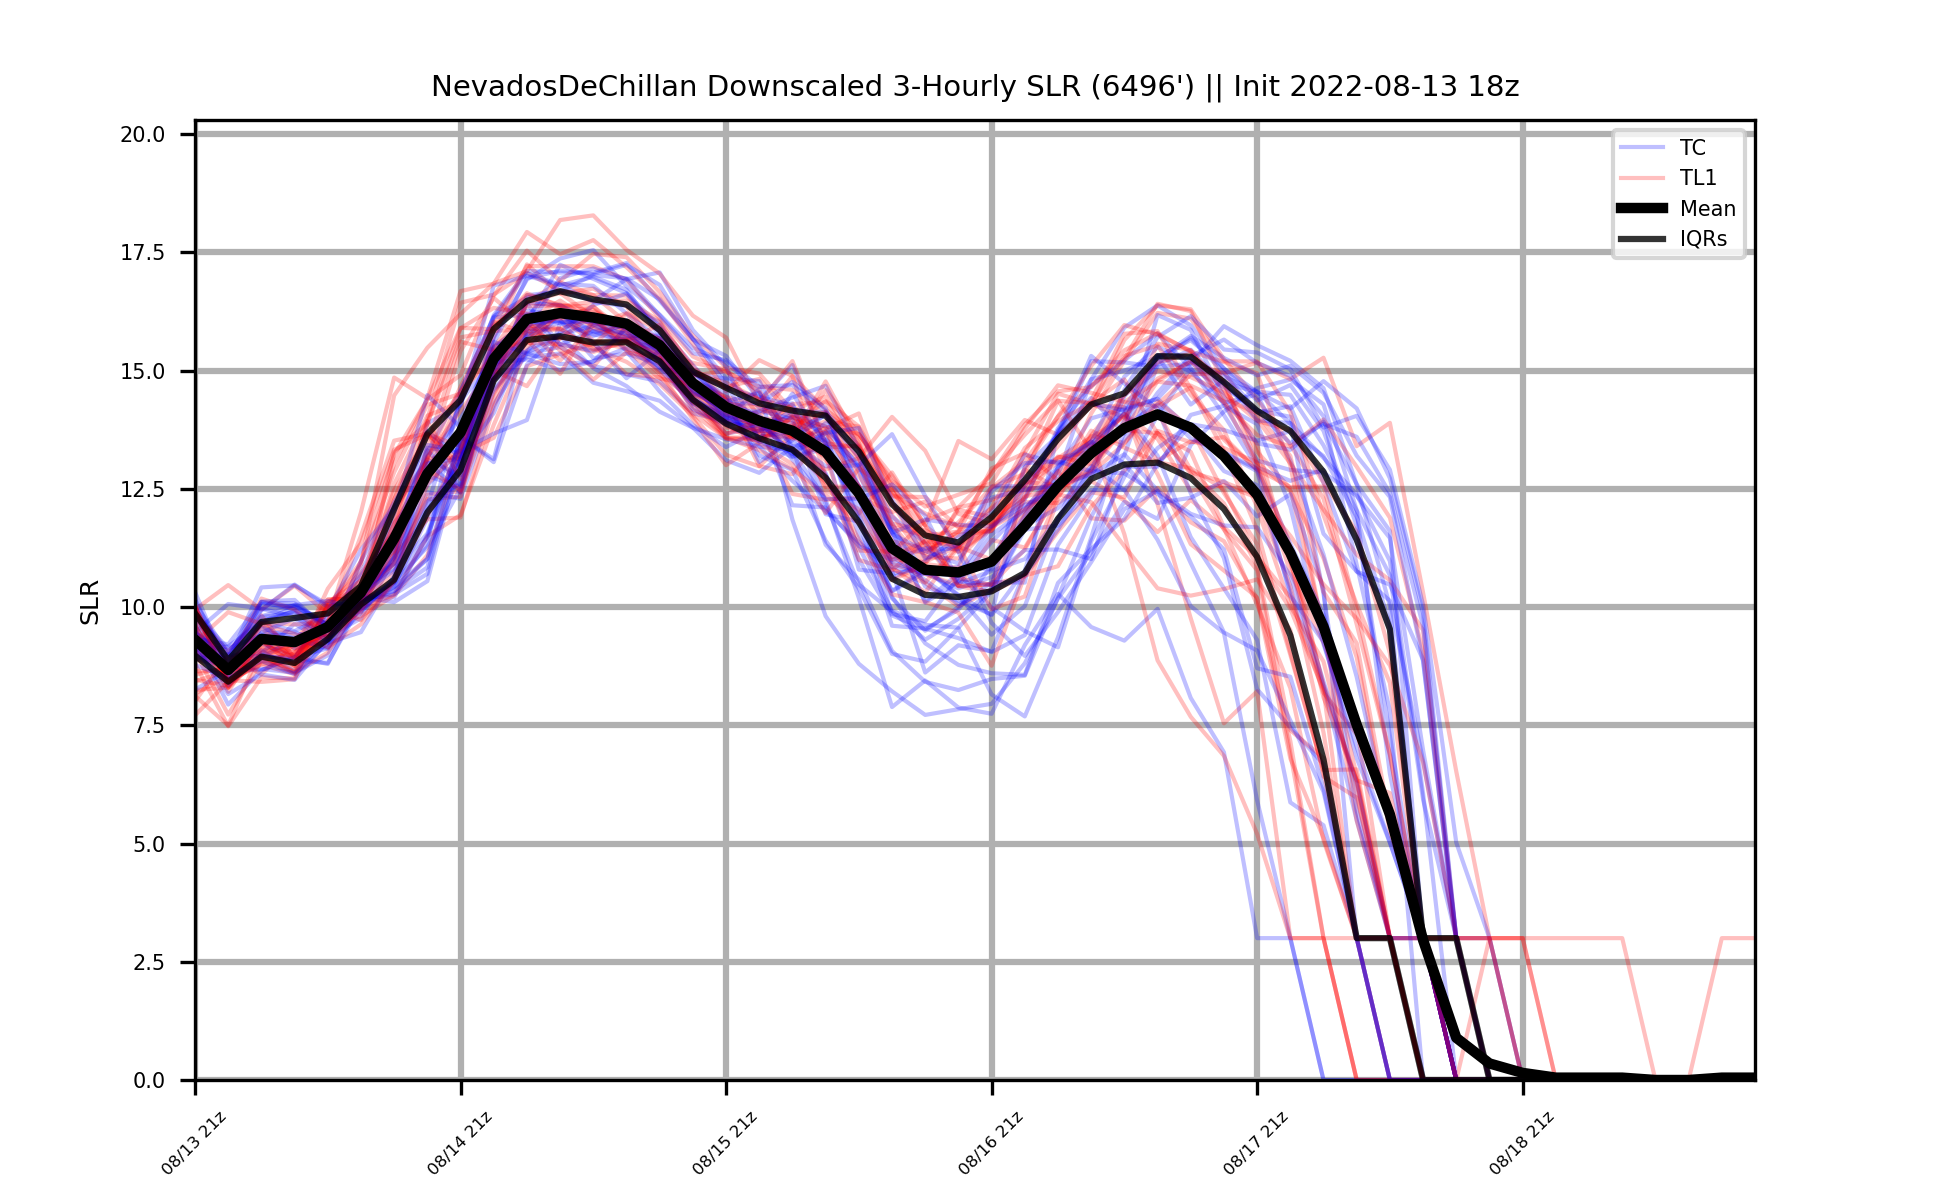 NevadosDeChillan Downscaled 3-Hourly SLR (6496') || Init 2022-08-13 18z
20.0
17.5
15.0
12.5
10.0
7.5
5.0
2.5
0.0
SLR
TC
TL1
Mean
IQRs
08/13 21z
08/14 21z
08/15 21z
08/16 21z
08/17 21z
08/18 21z